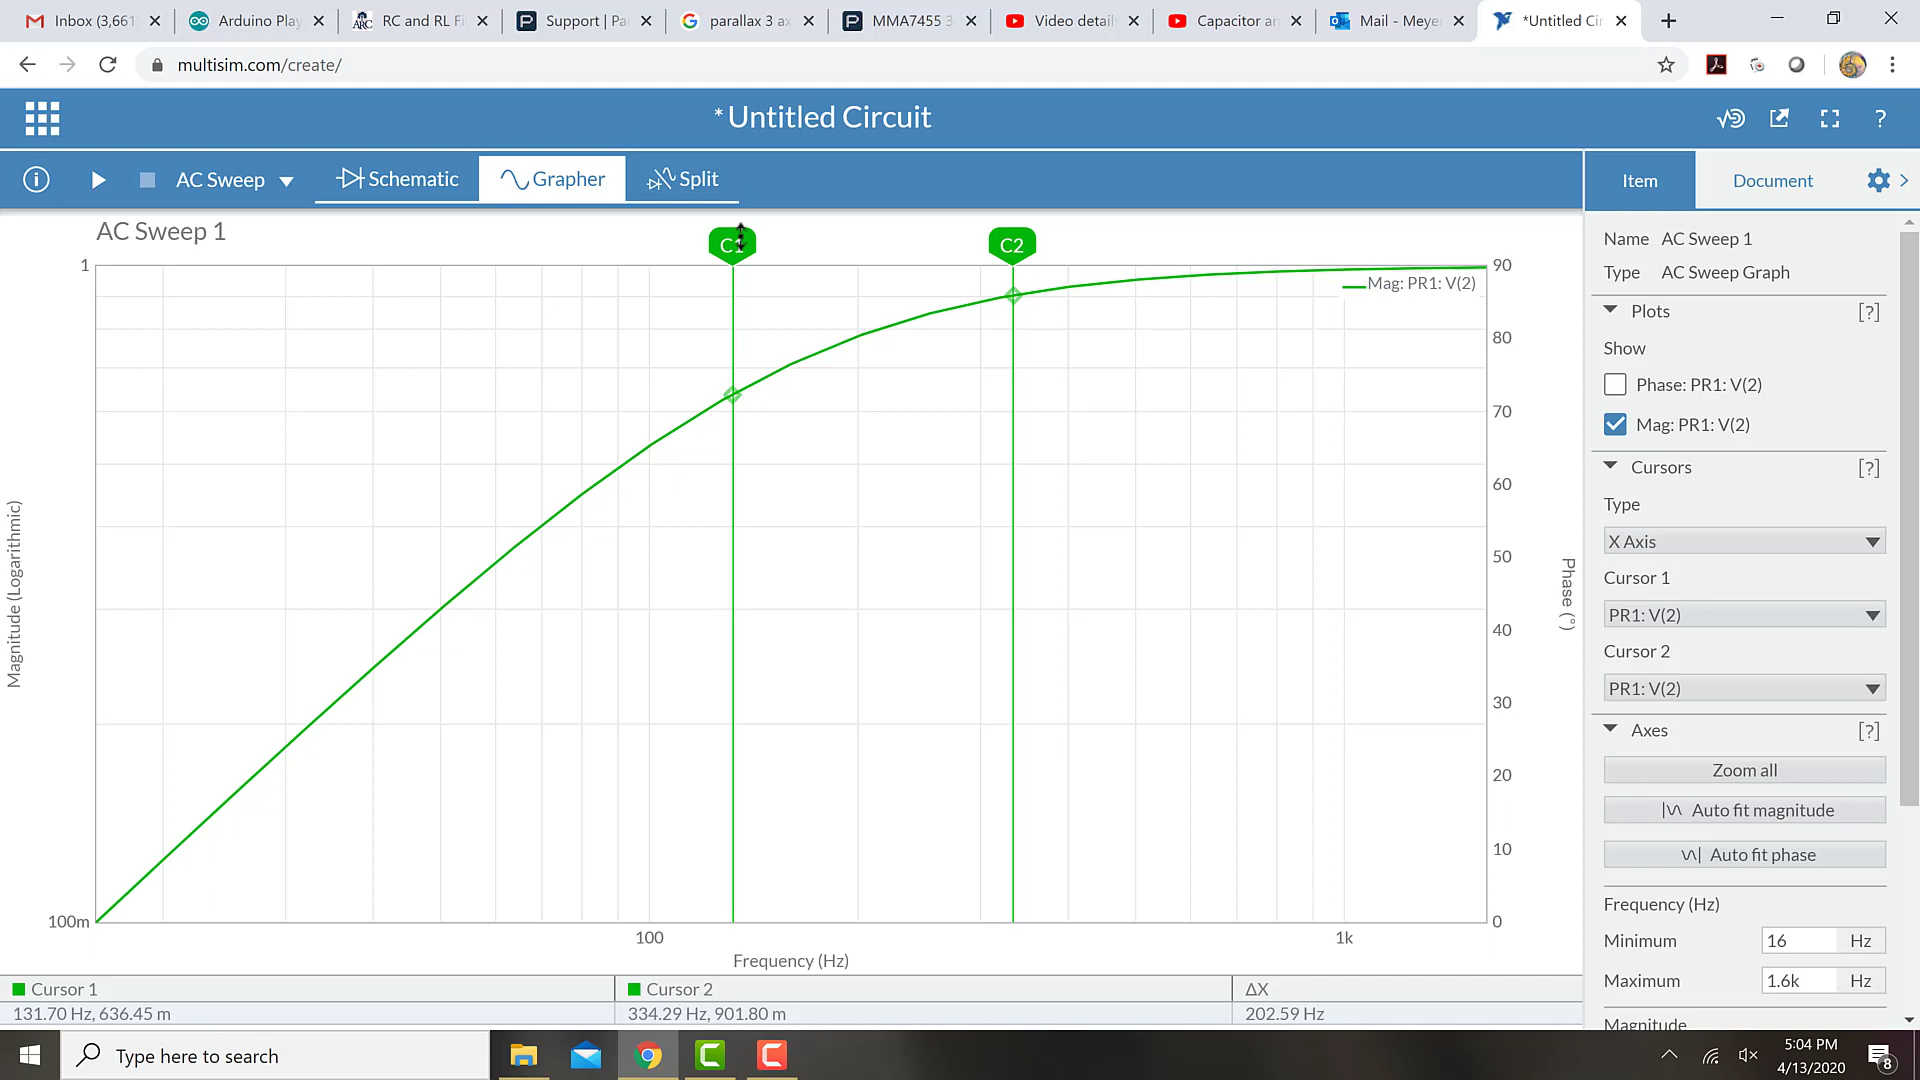 Inbox (3,661
Arduino Play
RC and RL Fi
Support | Pa
parallax 3 ax
MMA7455 3
Video detail
Capacitor an
Mail - Meye
*Untitled Cir
multisim.com/create/
* Untitled Circuit
?
AC Sweep
Schematic
Grapher
Split
Item
Document
AC Sweep 1
C1
C2
1
90
80
70
60
50
40
30
20
10
0
Mag: PR1: V(2)
Magnitude (Logarithmic)
Phase (°)
100m
100
1k
Frequency (Hz)
Name AC Sweep 1
Type AC Sweep Graph
Plots [?]
Show
Phase: PR1: V(2)
Mag: PR1: V(2)
Cursors [?]
Type
X Axis
Cursor 1
PR1: V(2)
Cursor 2
PR1: V(2)
Axes [?]
Zoom all
Auto fit magnitude
Auto fit phase
Frequency (Hz)
Minimum 16 Hz
Maximum 1.6k Hz
Magnitude
Cursor 1
Cursor 2
ΔX
131.70 Hz, 636.45 m
334.29 Hz, 901.80 m
202.59 Hz
Type here to search
5:04 PM
4/13/2020
8